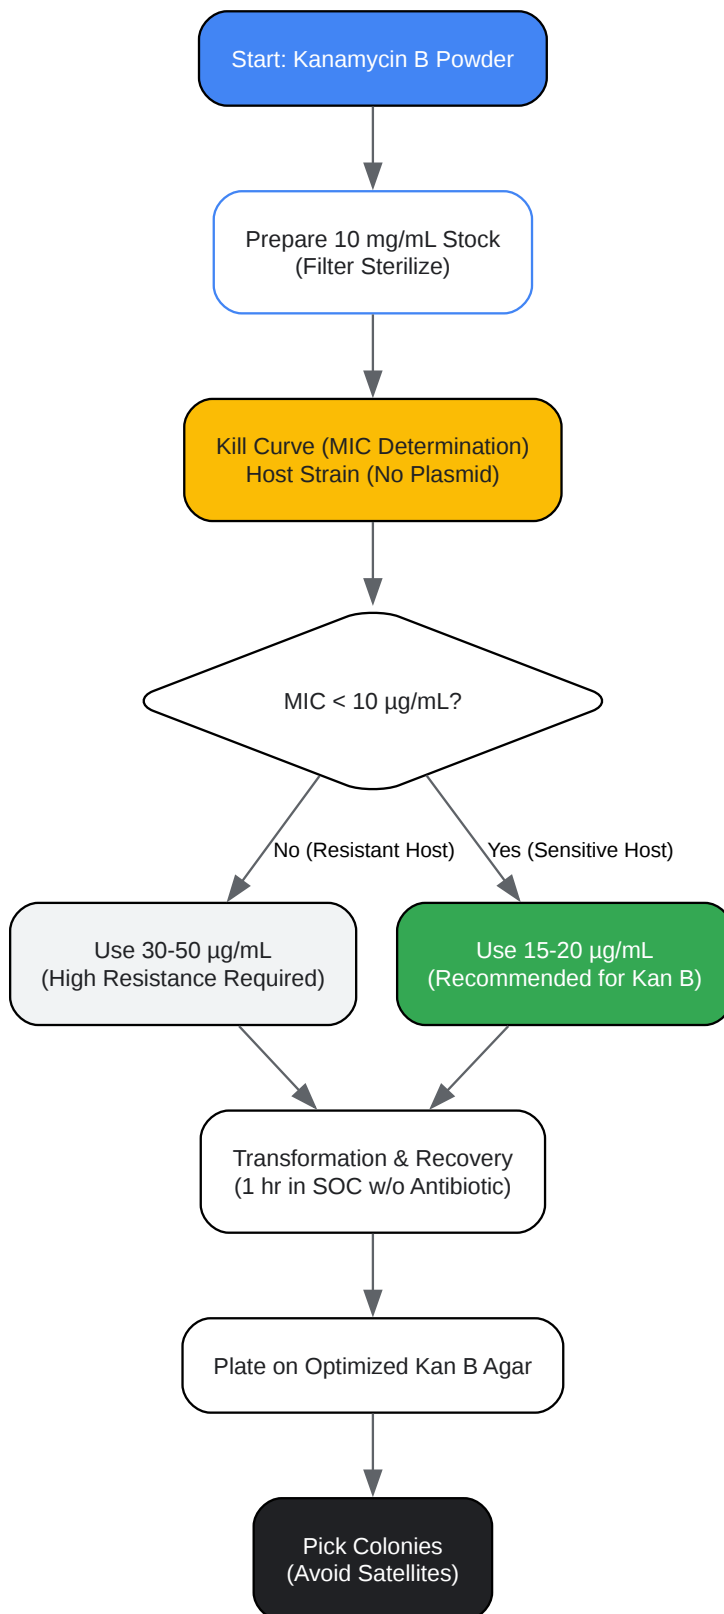 Start: Kanamycin B Powder
Prepare 10 mg/mL Stock
(Filter Sterilize)
Kill Curve (MIC Determination)
Host Strain (No Plasmid)
MIC < 10 µg/mL?
No (Resistant Host)
Yes (Sensitive Host)
Use 30-50 µg/mL
(High Resistance Required)
Use 15-20 µg/mL
(Recommended for Kan B)
Transformation & Recovery
(1 hr in SOC w/o Antibiotic)
Plate on Optimized Kan B Agar
Pick Colonies
(Avoid Satellites)